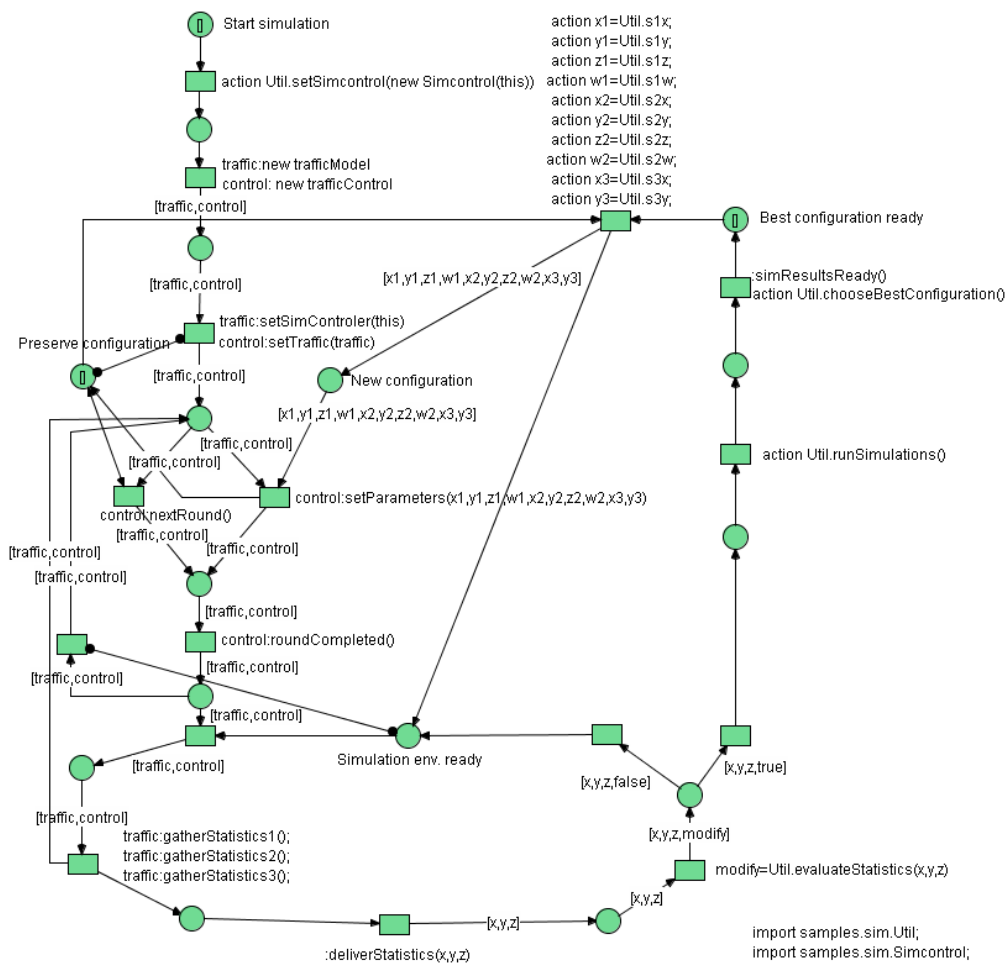 Start simulation
action x1=Util.s1x;
action y1=Util.s1y;
action z1=Util.s1z;
action w1=Util.s1w;
action x2=Util.s2x;
action y2=Util.s2y;
action z2=Util.s2z;
action w2=Util.s2w;
action x3=Util.s3x;
action y3=Util.s3y;
action Util.setSimcontrol(new Simcontrol(this))
traffic:new trafficModel
control: new trafficControl
[traffic,control]
Best configuration ready
[x1,y1,z1,w1,x2,y2,z2,w2,x3,y3]
[traffic,control]
:simResultsReady()
action Util.chooseBestConfiguration()
traffic:setSimControler(this)
control:setTraffic(traffic)
Preserve configuration
[traffic,control]
New configuration
[x1,y1,z1,w1,x2,y2,z2,w2,x3,y3]
[traffic,control]
[traffic,control]
action Util.runSimulations()
control:setParameters(x1,y1,z1,w1,x2,y2,z2,w2,x3,y3)
control:nextRound()
[traffic,control]
[traffic,control]
[traffic,control]
[traffic,control]
[traffic,control]
control:roundCompleted()
[traffic,control]
[traffic,control]
Simulation env. ready
[traffic,control]
[x,y,z,false]
[x,y,z,true]
[traffic,control]
traffic:gatherStatistics1();
traffic:gatherStatistics2();
traffic:gatherStatistics3();
[x,y,z,modify]
modify=Util.evaluateStatistics(x,y,z)
[x,y,z]
[x,y,z]
:deliverStatistics(x,y,z)
import samples.sim.Util;
import samples.sim.Simcontrol;